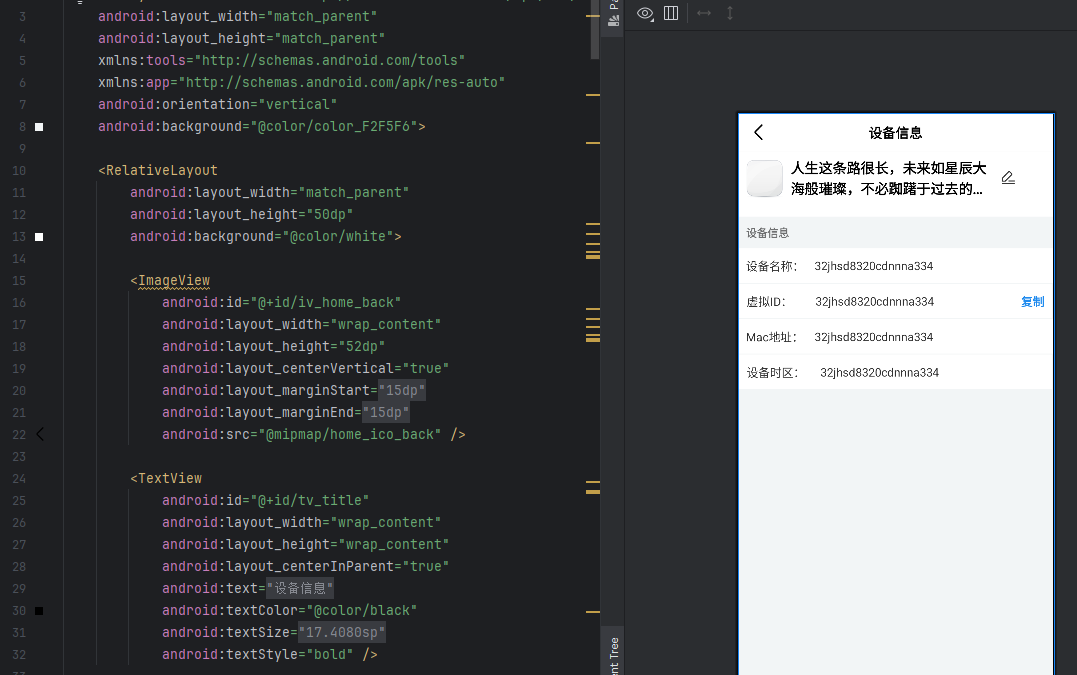 3 android:layout_width="match_parent"
4 android:layout_height="match_parent"
5 xmlns:tools="http://schemas.android.com/tools"
6 xmlns:app="http://schemas.android.com/apk/res-auto"
7 android:orientation="vertical"
8 android:background="@color/color_F2F5F6">
9
10 <RelativeLayout
11 android:layout_width="match_parent"
12 android:layout_height="50dp"
13 android:background="@color/white">
14
15 <ImageView
16 android:id="@+id/iv_home_back"
17 android:layout_width="wrap_content"
18 android:layout_height="52dp"
19 android:layout_centerVertical="true"
20 android:layout_marginStart="15dp"
21 android:layout_marginEnd="15dp"
22 android:src="@mipmap/home_ico_back" />
23
24 <TextView
25 android:id="@+id/tv_title"
26 android:layout_width="wrap_content"
27 android:layout_height="wrap_content"
28 android:layout_centerInParent="true"
29 android:text="设备信息"
30 android:textColor="@color/black"
31 android:textSize="17.4080sp"
32 android:textStyle="bold" />
Tree
设备信息
人生这条路很长，未来如星辰大
海般璀璨，不必踟躇于过去的...
设备信息
设备名称： 32jhsd8320cdnnna334
虚拟ID： 32jhsd8320cdnnna334 复制
Mac地址： 32jhsd8320cdnnna334
设备时区： 32jhsd8320cdnnna334